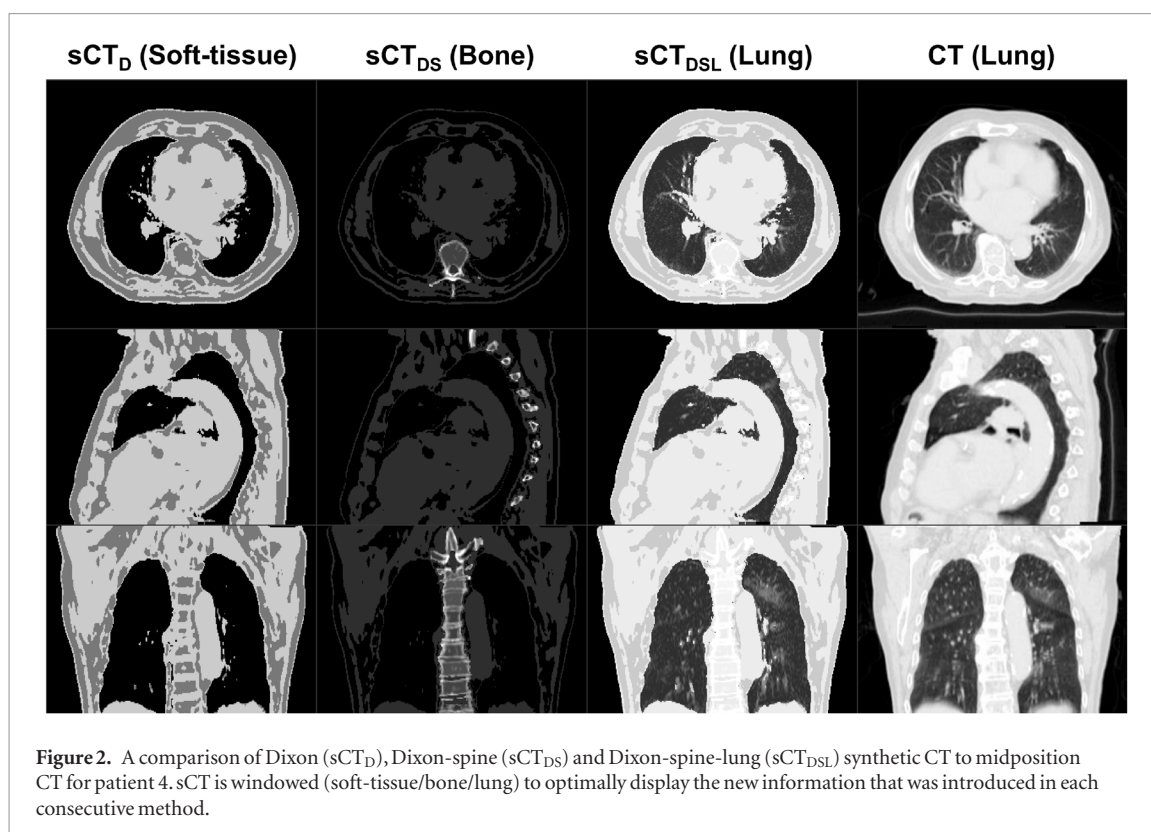 sCT_D (Soft-tissue) sCT_DS (Bone) sCT_DSL (Lung) CT (Lung)
Figure 2. A comparison of Dixon (sCT_D), Dixon-spine (sCT_DS) and Dixon-spine-lung (sCT_DSL) synthetic CT to midposition
CT for patient 4. sCT is windowed (soft-tissue/bone/lung) to optimally display the new information that was introduced in each
consecutive method.